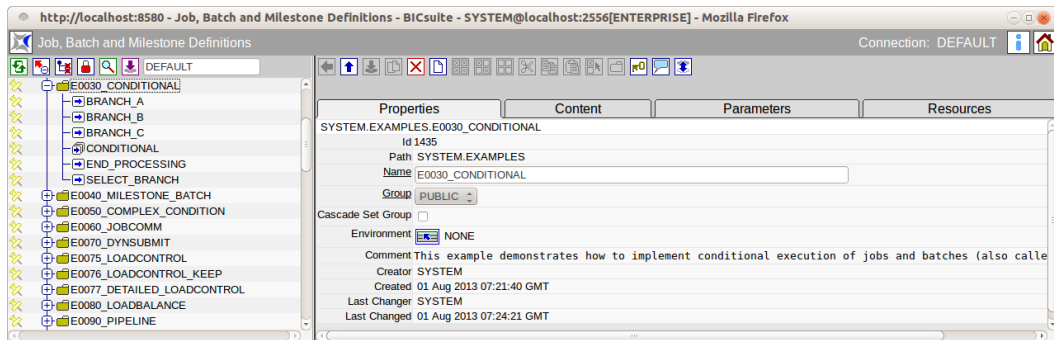 http://localhost:8580 - Job, Batch and Milestone Definitions - BICsuite - SYSTEM@localhost:2556[ENTERPRISE] - Mozilla Firefox
Job, Batch and Milestone Definitions
Connection: DEFAULT
DEFAULT
E0030_CONDITIONAL
BRANCH_A
BRANCH_B
BRANCH_C
CONDITIONAL
END_PROCESSING
SELECT_BRANCH
E0040_MILESTONE_BATCH
E0050_COMPLEX_CONDITION
E0060_JOBCOMM
E0070_DYNSUBMIT
E0075_LOADCONTROL
E0076_LOADCONTROL_KEEP
E0077_DETAILED_LOADCONTROL
E0080_LOADBALANCE
E0090_PIPELINE
Properties Content Parameters Resources
SYSTEM.EXAMPLES.E0030_CONDITIONAL
Id 1435
Path SYSTEM.EXAMPLES
Name E0030_CONDITIONAL
Group PUBLIC
Cascade Set Group
Environment NONE
Comment This example demonstrates how to implement conditional execution of jobs and batches (also calle
Creator SYSTEM
Created 01 Aug 2013 07:21:40 GMT
Last Changer SYSTEM
Last Changed 01 Aug 2013 07:24:21 GMT